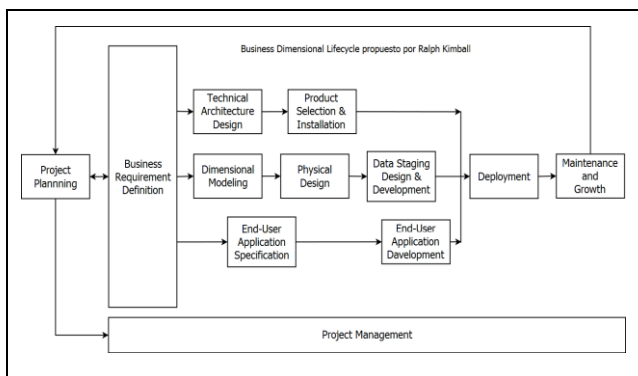 Business Dimensional Lifecycle propuesto por Ralph Kimball
Technical
Architecture
Design
Product
Selection &
Installation
Project
Plannning
Business
Requirement
Definition
Dimensional
Modeling
Physical
Design
Data Staging
Design &
Development
Deployment
Maintenance
and
Growth
End-User
Application
Specification
End-User
Application
Davelopment
Project Management